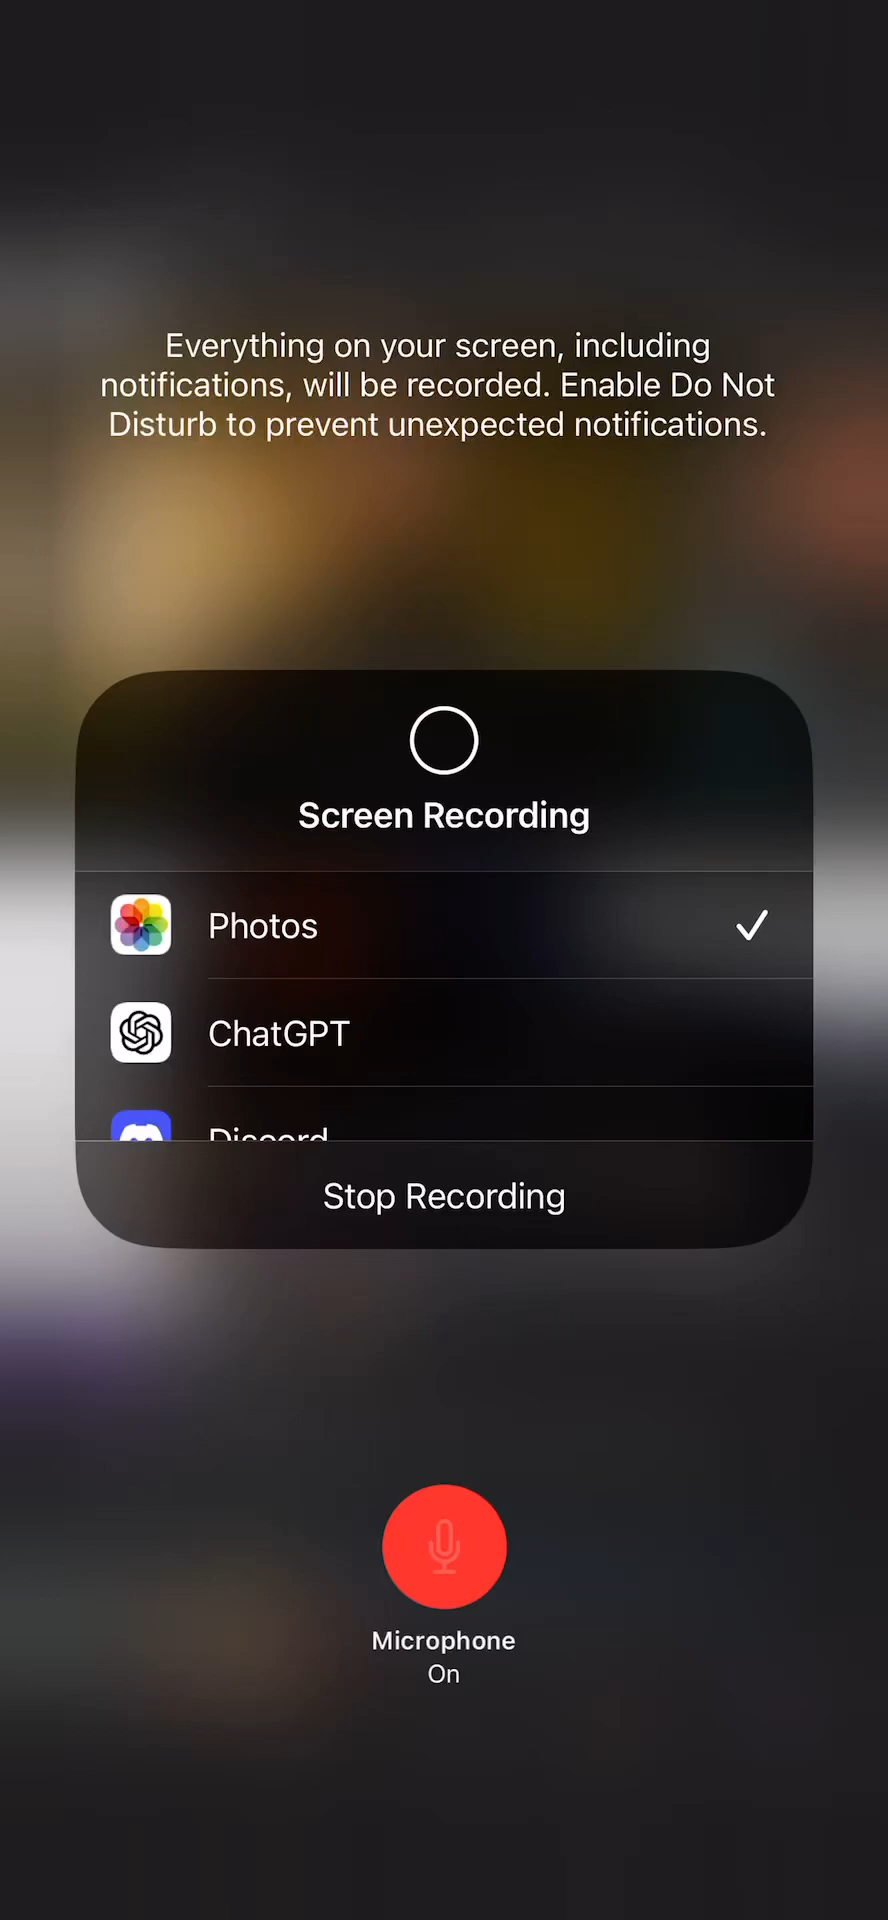 Everything on your screen, including
notifications, will be recorded. Enable Do Not
Disturb to prevent unexpected notifications.
Screen Recording
Photos
ChatGPT
Discord
Stop Recording
Microphone
On